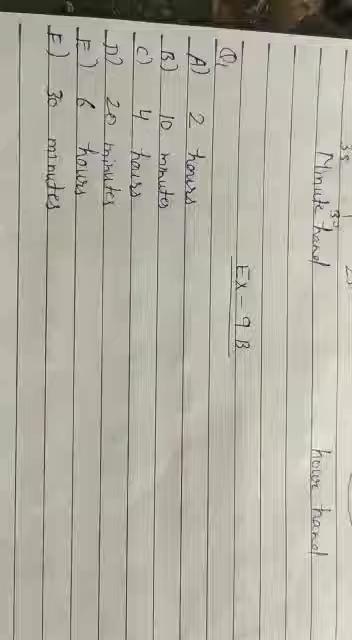 Minute hand hour hand
Ex - 9 B
Q1
A) 2 hours
B) 10 minutes
C) 4 hours
D) 20 minutes
E) 6 hours
F) 30 minutes